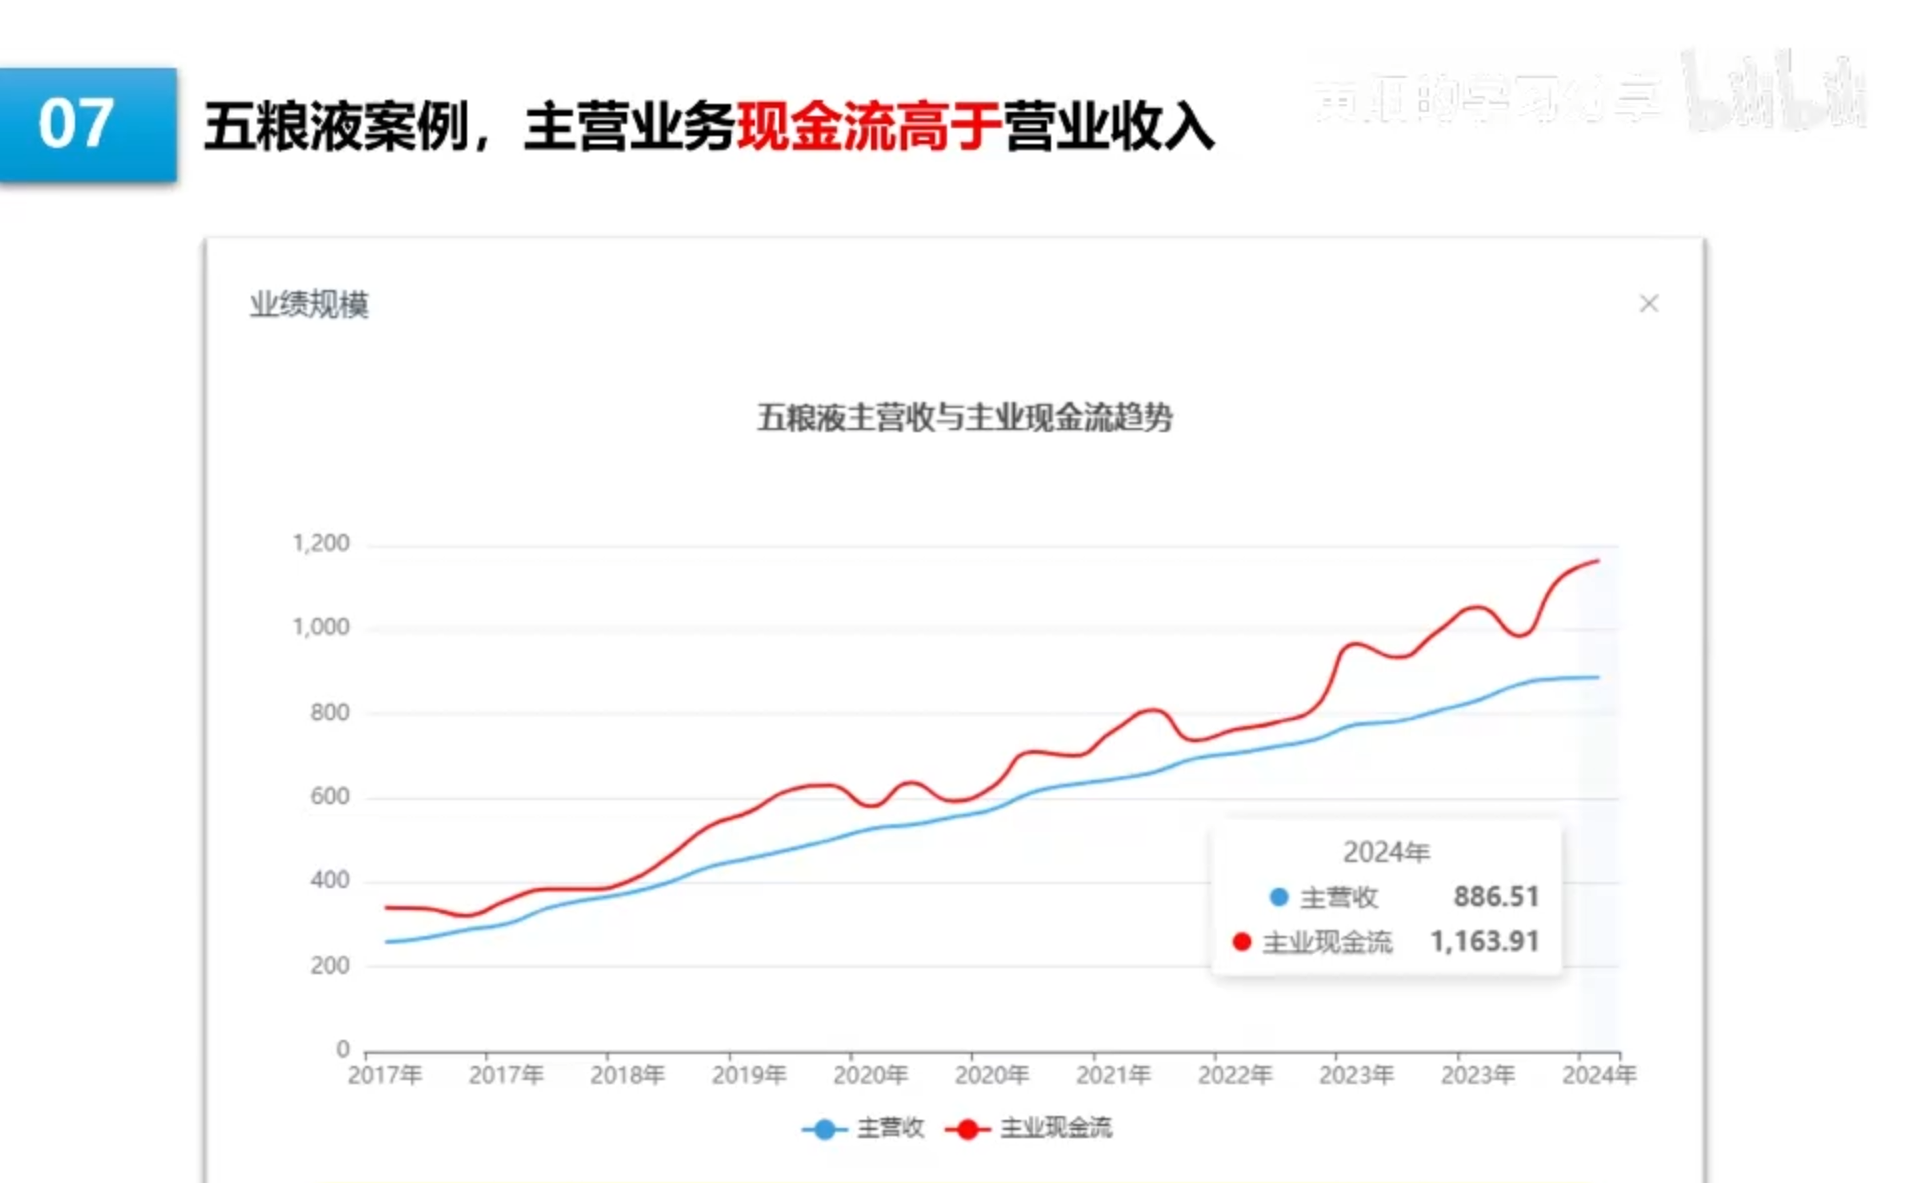 07
五粮液案例，主营业务现金流高于营业收入
bilibili
业绩规模
×
五粮液主营收与主业现金流趋势
1,200
1,000
800
600
400
200
0
2017年 2017年 2018年 2019年 2020年 2020年 2021年 2022年 2023年 2023年 2024年
2024年
主营收 886.51
主业现金流 1,163.91
主营收 主业现金流